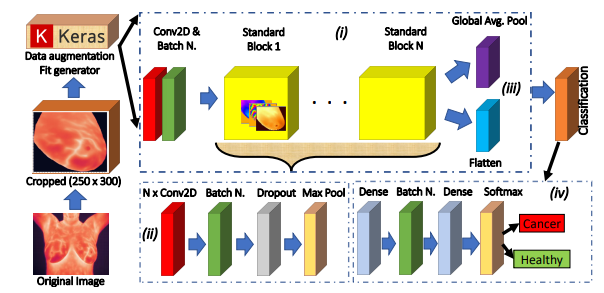 K Keras
Data augmentation
Fit generator
Cropped (250 x 300)
Original Image
Conv2D &
Batch N.
Standard
Block 1
(i)
. . .
Standard
Block N
Global Avg. Pool
(iii)
Flatten
Classification
N x Conv2D
Batch N.
Dropout
Max Pool
(ii)
Dense
Batch N.
Dense
Softmax
(iv)
Cancer
Healthy